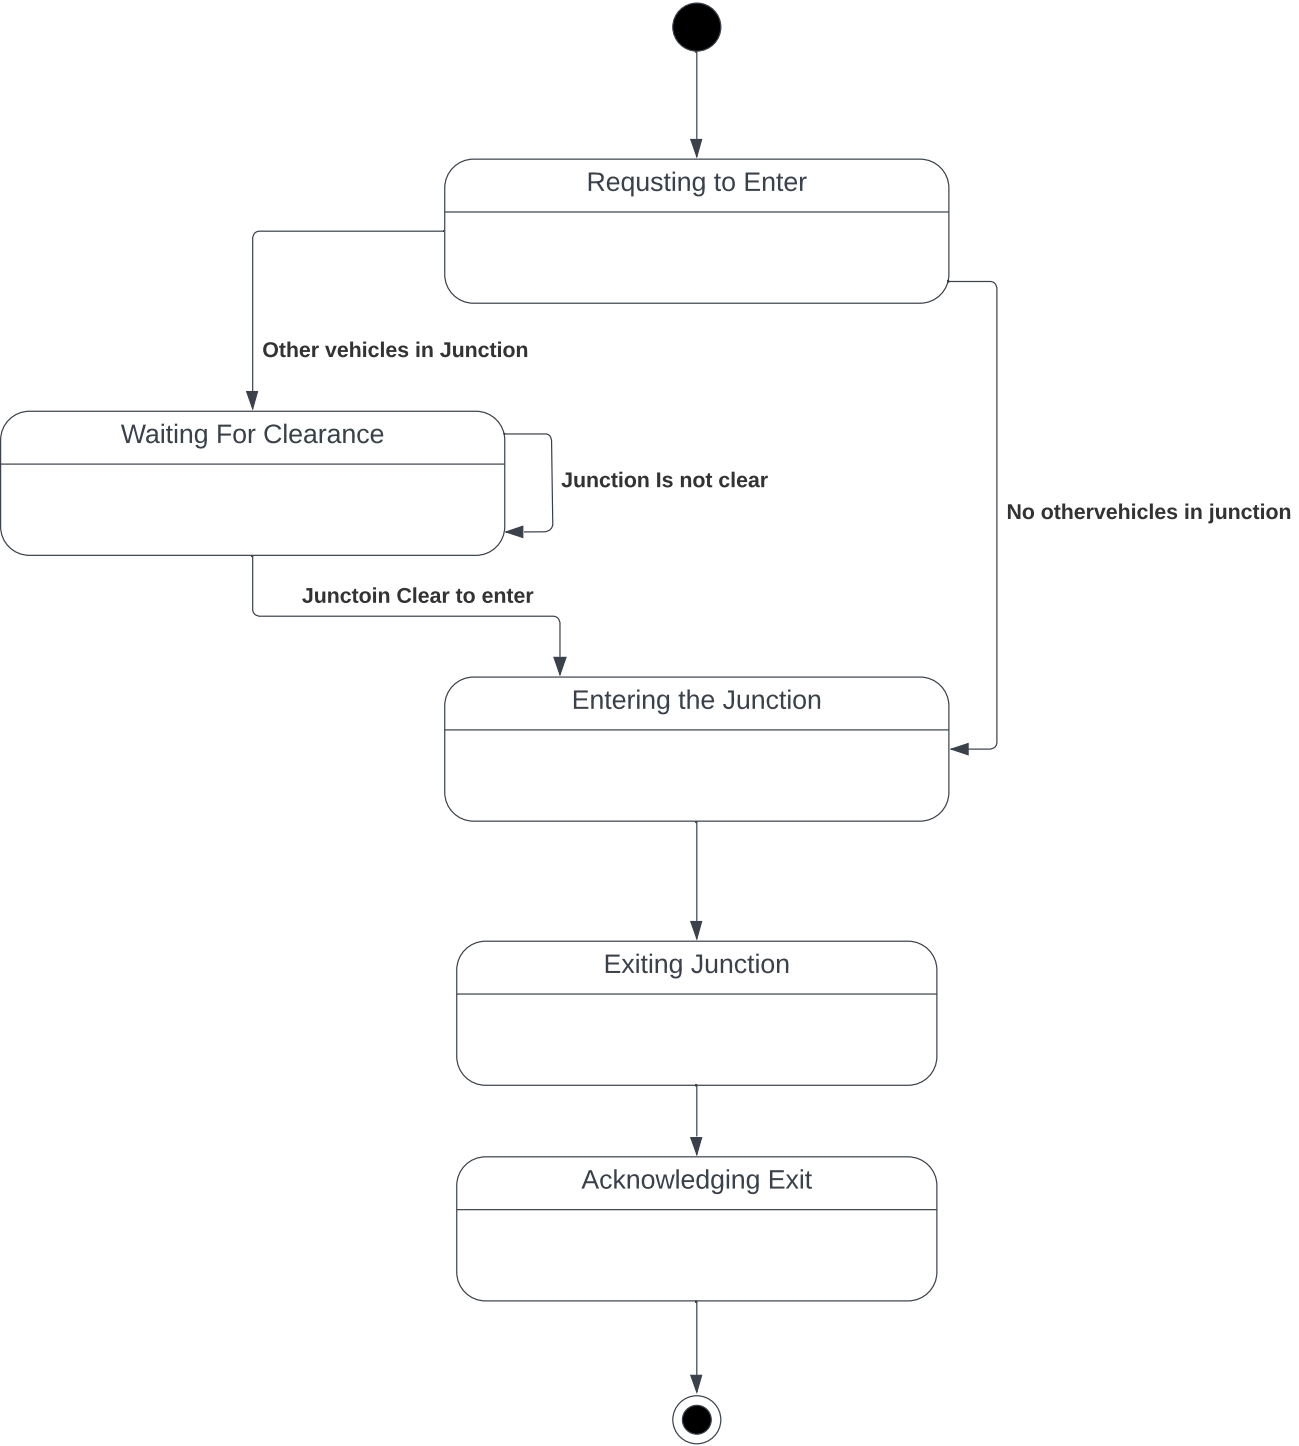 Requsting to Enter
Other vehicles in Junction
Waiting For Clearance
Junction Is not clear
No othervehicles in junction
Junctoin Clear to enter
Entering the Junction
Exiting Junction
Acknowledging Exit